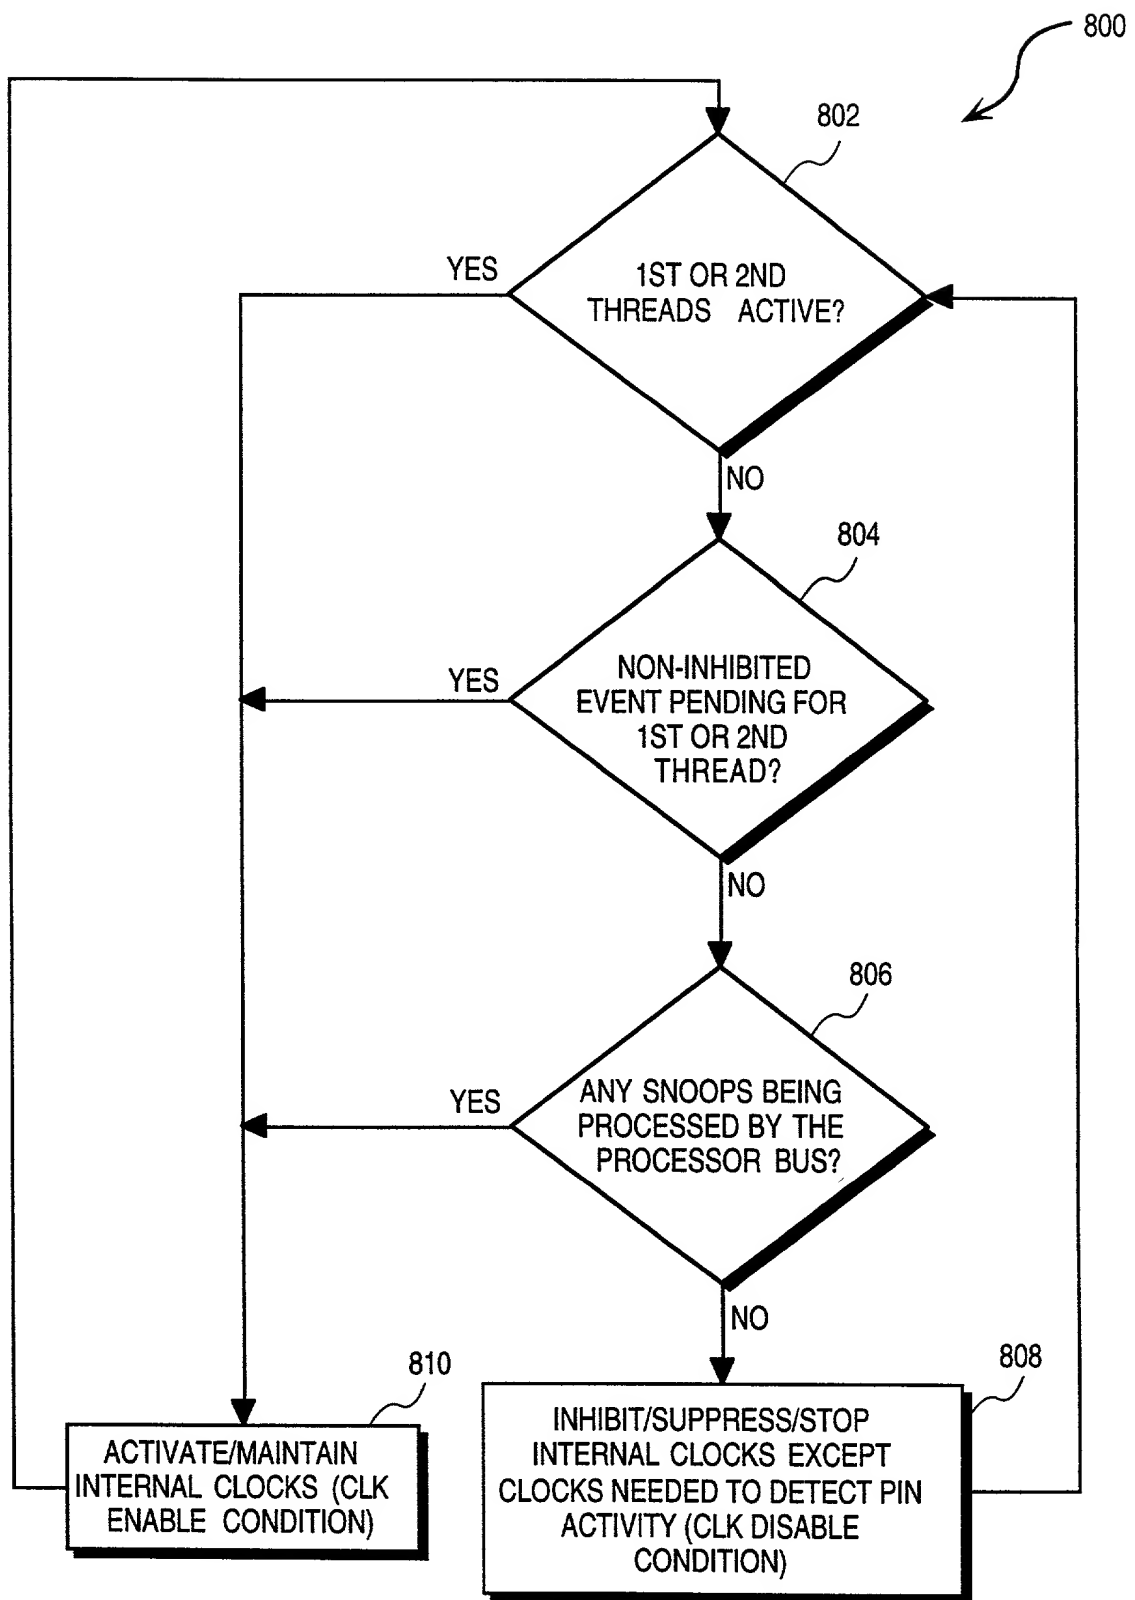 800
802
YES
1ST OR 2ND
THREADS ACTIVE?
NO
804
YES
NON-INHIBITED
EVENT PENDING FOR
1ST OR 2ND
THREAD?
NO
806
YES
ANY SNOOPS BEING
PROCESSED BY THE
PROCESSOR BUS?
NO
810
ACTIVATE/MAINTAIN
INTERNAL CLOCKS (CLK
ENABLE CONDITION)
808
INHIBIT/SUPPRESS/STOP
INTERNAL CLOCKS EXCEPT
CLOCKS NEEDED TO DETECT PIN
ACTIVITY (CLK DISABLE
CONDITION)